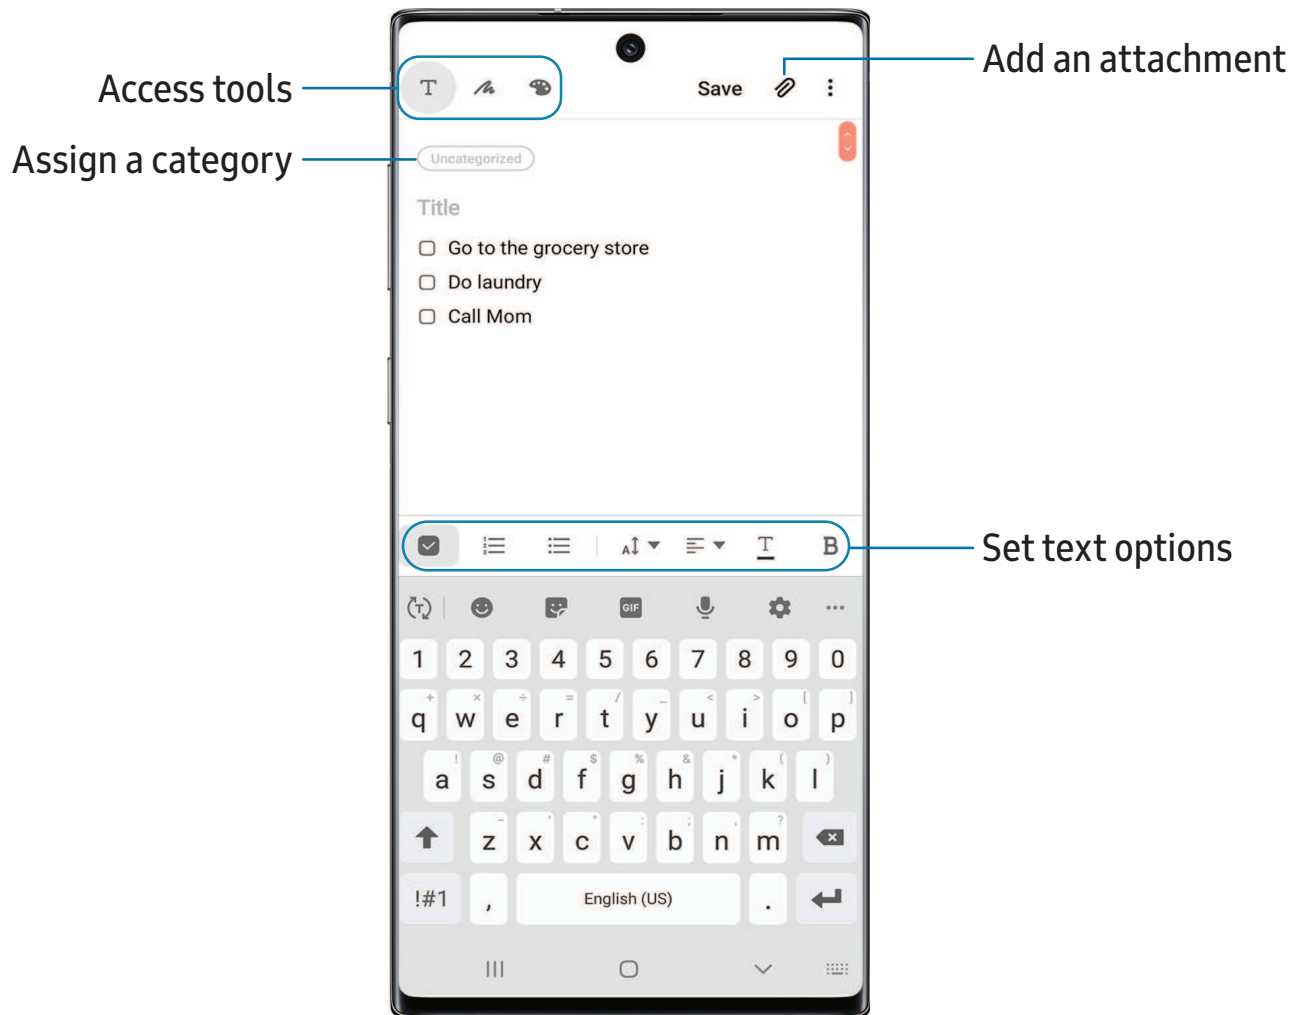 Add an attachment
Access tools
T
Save
Assign a category
Uncategorized
Title
Go to the grocery store
Do laundry
Call Mom
Set text options
A T B
T GIF
1 2 3 4 5 6 7 8 9 0
+ × ÷ = / _ < > [ ]
q w e r t y u i o p
! @ # $ % & * ( )
a s d f g h j k l
- ' " : ; , ?
z x c v b n m
!#1 , English (US) .